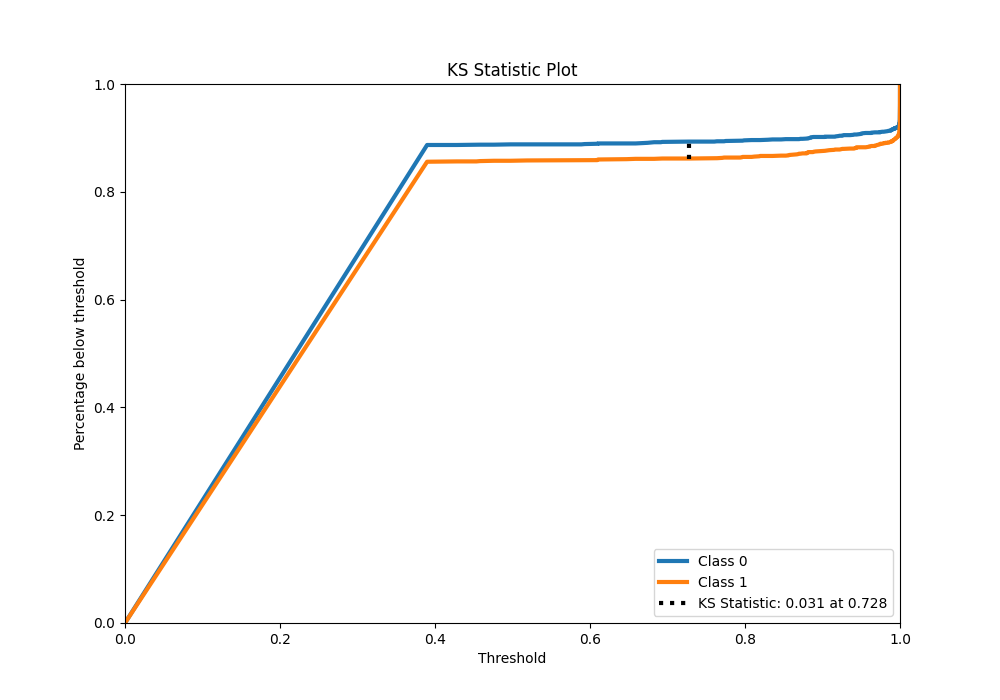 KS Statistic Plot
1.0
0.8
0.6
0.4
0.2
0.0
Percentage below threshold
0.0 0.2 0.4 0.6 0.8 1.0
Threshold
Class 0
Class 1
KS Statistic: 0.031 at 0.728